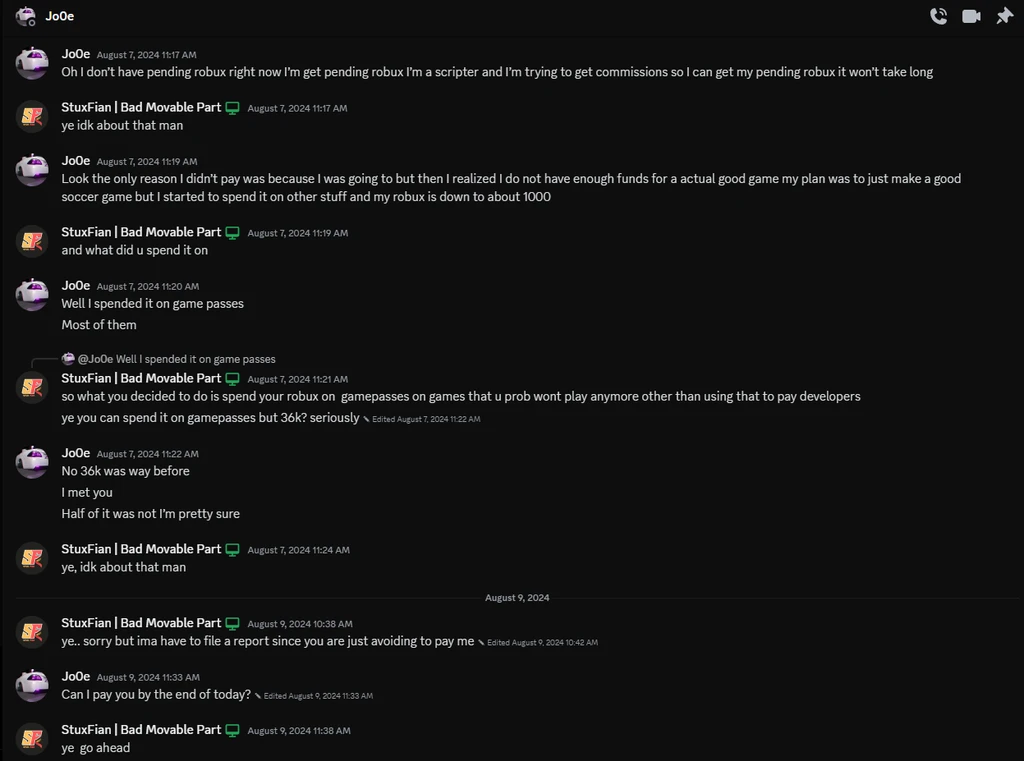 Jo0e
Jo0e August 7, 2024 11:17 AM
Oh I don't have pending robux right now I'm get pending robux I'm a scripter and I'm trying to get commissions so I can get my pending robux it won't take long
StuxFian | Bad Movable Part August 7, 2024 11:17 AM
ye idk about that man
Jo0e August 7, 2024 11:19 AM
Look the only reason I didn't pay was because I was going to but then I realized I do not have enough funds for a actual good game my plan was to just make a good
soccer game but I started to spend it on other stuff and my robux is down to about 1000
StuxFian | Bad Movable Part August 7, 2024 11:19 AM
and what did u spend it on
Jo0e August 7, 2024 11:20 AM
Well I spended it on game passes
Most of them
@Jo0e Well I spended it on game passes
StuxFian | Bad Movable Part August 7, 2024 11:21 AM
so what you decided to do is spend your robux on gamepasses on games that u prob wont play anymore other than using that to pay developers
ye you can spend it on gamepasses but 36k? seriously Edited August 7, 2024 11:22 AM
Jo0e August 7, 2024 11:22 AM
No 36k was way before
I met you
Half of it was not I'm pretty sure
StuxFian | Bad Movable Part August 7, 2024 11:24 AM
ye, idk about that man
August 9, 2024
StuxFian | Bad Movable Part August 9, 2024 10:38 AM
ye.. sorry but ima have to file a report since you are just avoiding to pay me Edited August 9, 2024 10:42 AM
Jo0e August 9, 2024 11:33 AM
Can I pay you by the end of today? Edited August 9, 2024 11:33 AM
StuxFian | Bad Movable Part August 9, 2024 11:38 AM
ye go ahead